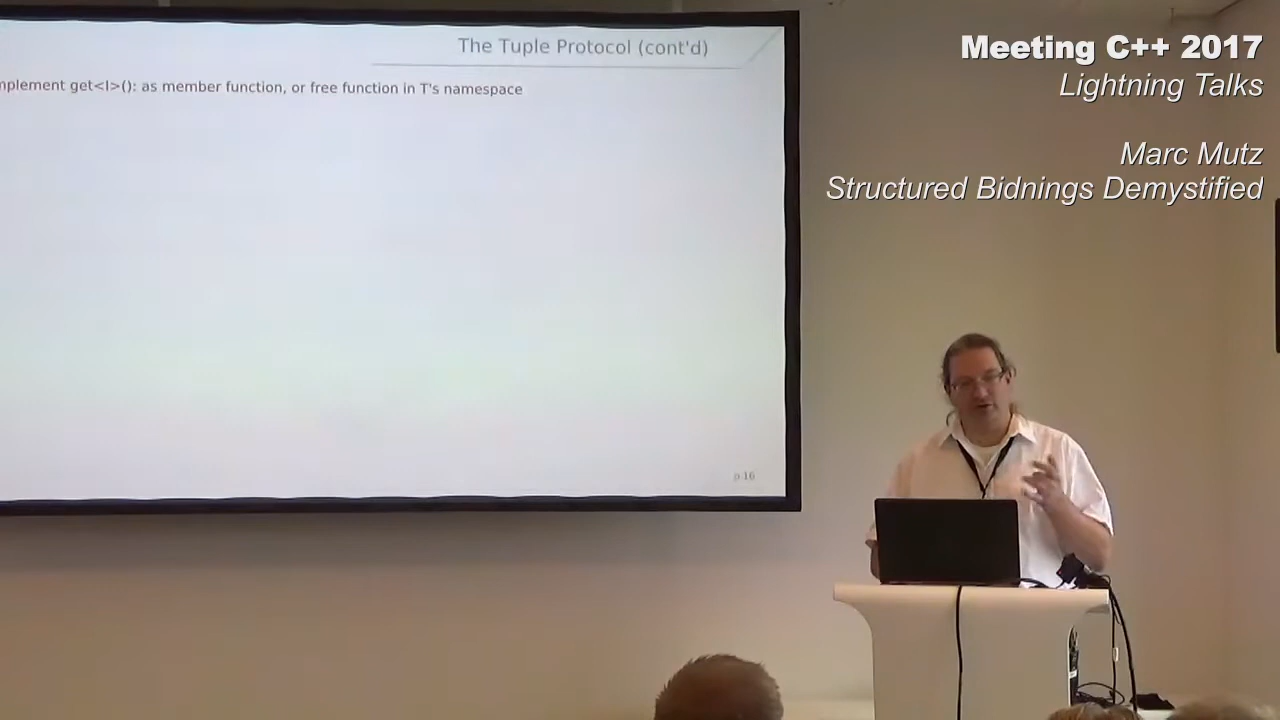 The Tuple Protocol (cont'd)
mplement get<I>(): as member function, or free function in T's namespace
p.16
Meeting C++ 2017
Lightning Talks
Marc Mutz
Structured Bidnings Demystified